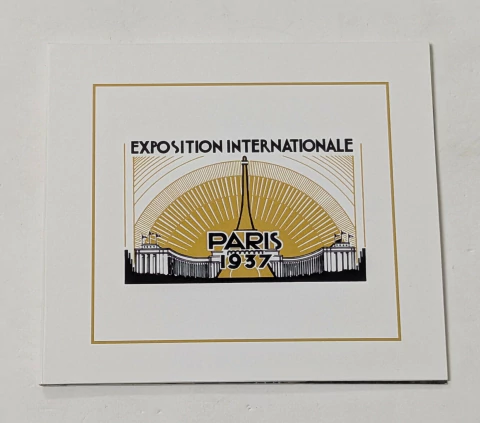 EXPOSITION INTERNATIONALE
PARIS
1937